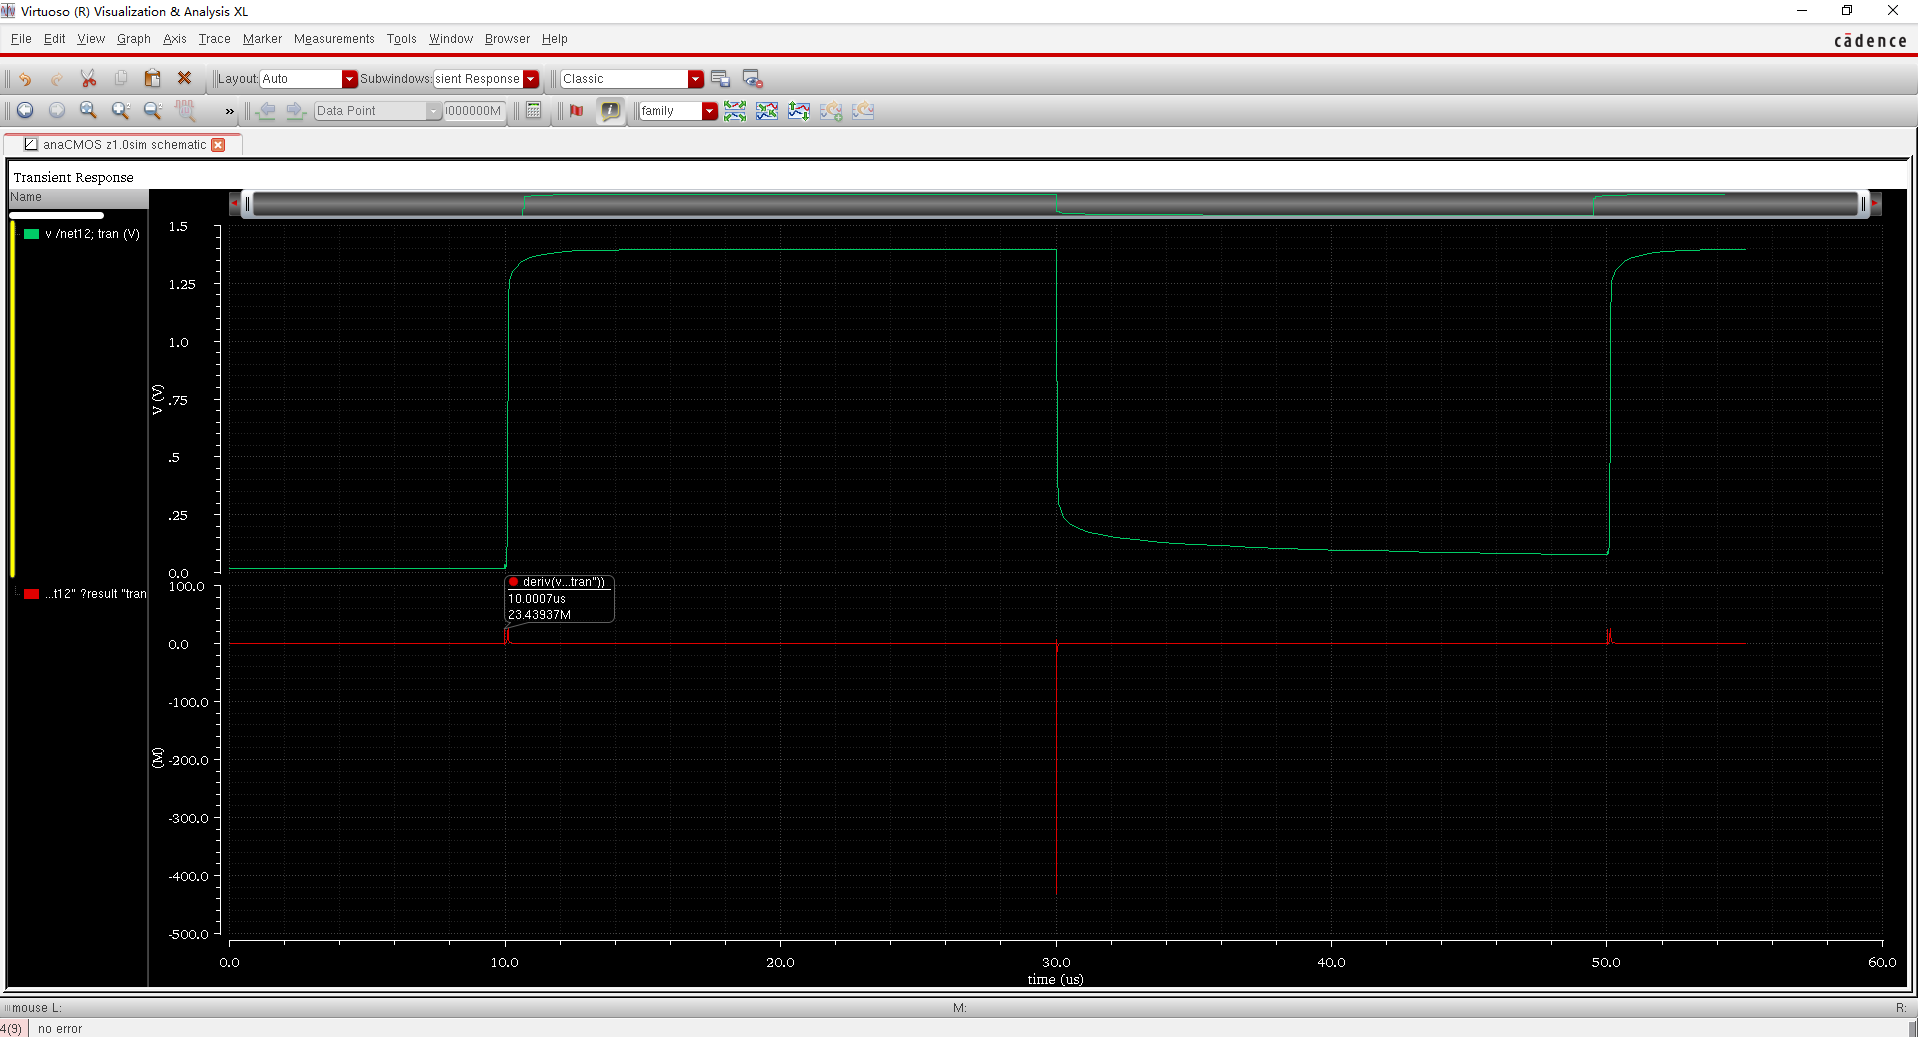 Virtuoso (R) Visualization & Analysis XL
File Edit View Graph Axis Trace Marker Measurements Tools Window Browser Help
cādence
Layout: Auto Subwindows: sient Response Classic
» Data Point 000000M family
anaCMOS z1.0sim schematic
Transient Response
Name
v /net12; tran (V)
1.5
1.25
1.0
.75
.5
.25
0.0
V (V)
...t12" ?result "tran
deriv(v...tran"))
10.0007us
23.43937M
100.0
0.0
-100.0
-200.0
-300.0
-400.0
-500.0
(M)
0.0 10.0 20.0 30.0 40.0 50.0 60.0
time (us)
mouse L: M: R:
4(9) no error